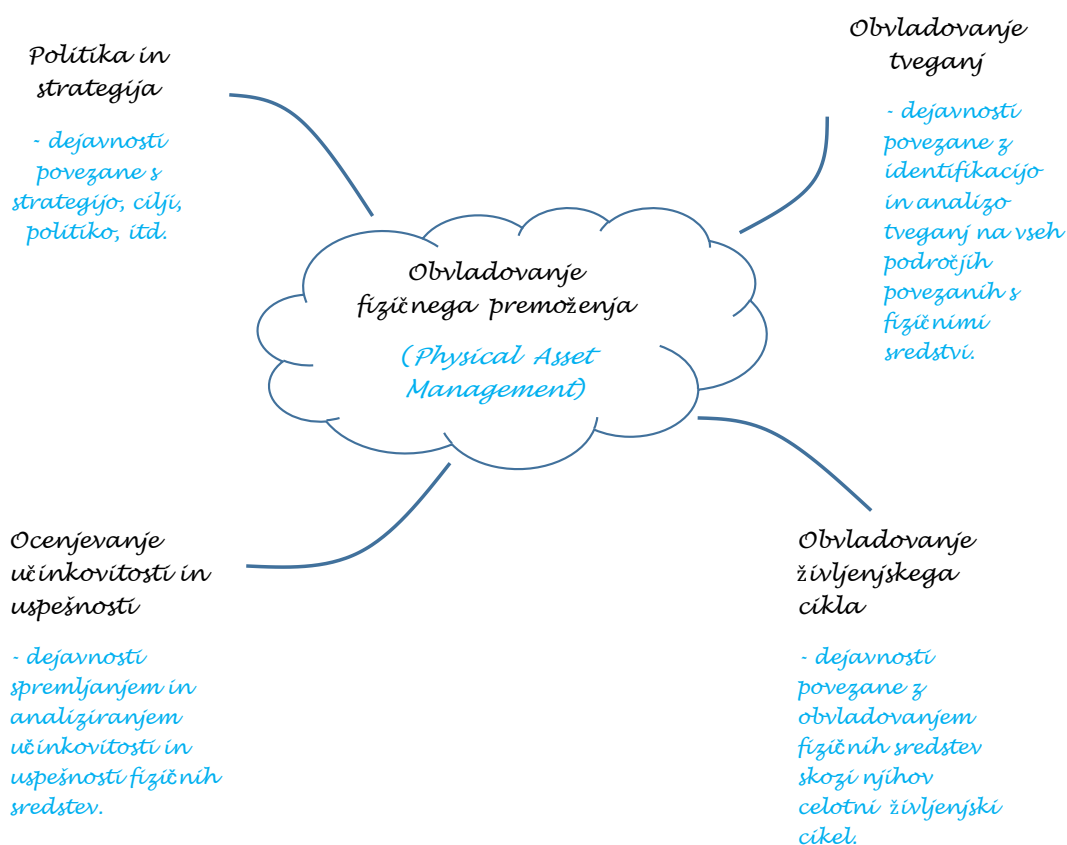 Politika in
strategija
- dejavnosti
povezane s
strategijo, cilji,
politiko, itd.
Obvladovanje
tveganj
- dejavnosti
povezane z
identifikacijo
in analizo
tveganj na vseh
področjih
povezanih s
fizičnimi
sredstvi.
Obvladovanje
fizičnega premoženja
(Physical Asset
Management)
Ocenjevanje
učinkovitosti in
uspešnosti
- dejavnosti
spremljanjem in
analiziranjem
učinkovitosti in
uspešnosti fizičnih
sredstev.
Obvladovanje
življenjskega
cikla
- dejavnosti
povezane z
obvladovanjem
fizičnih sredstev
skozi njihov
celotni življenjski
cikel.